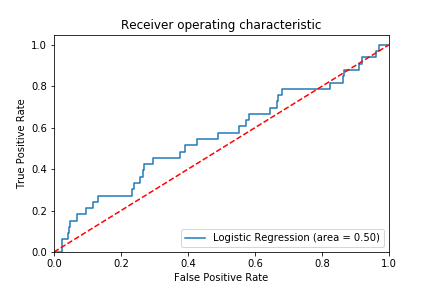 Receiver operating characteristic
1.0
0.8
0.6
0.4
0.2
0.0
True Positive Rate
Logistic Regression (area = 0.50)
0.0 0.2 0.4 0.6 0.8 1.0
False Positive Rate